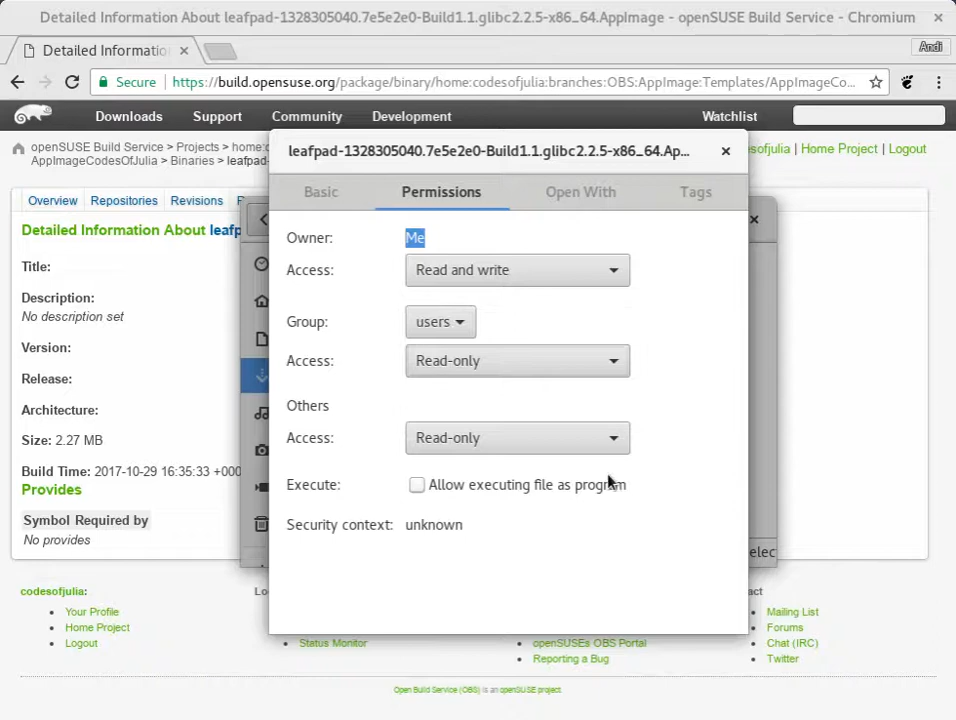 Detailed Information About leafpad-1328305040.7e5e2e0-Build1.1.glibc2.2.5-x86_64.AppImage - openSUSE Build Service - Chromium
Detailed Informatio
Andi
Secure
https://build.opensuse.org/package/binary/home:codesofjulia:branches:OBS:AppImage:Templates/AppImageCo...
Downloads
Support
Community
Development
Watchlist
openSUSE Build Service > Projects > home:
AppImageCodesOfJulia > Binaries > leafpad-
sofjulia | Home Project | Logout
leafpad-1328305040.7e5e2e0-Build1.1.glibc2.2.5-x86_64.Ap...
Basic
Permissions
Open With
Tags
Overview
Repositories
Revisions
Detailed Information About leafp
Title:
Description:
No description set
Version:
Release:
Architecture:
Size: 2.27 MB
Build Time: 2017-10-29 16:35:33 +000
Provides
Symbol Required by
No provides
Owner: Me
Access: Read and write
Group: users
Access: Read-only
Others
Access: Read-only
Execute: Allow executing file as program
Security context: unknown
elec
codesofjulia:
Your Profile
Home Project
Logout
Lo
Status Monitor
openSUSEs OBS Portal
Reporting a Bug
act
Mailing List
Forums
Chat (IRC)
Twitter
Open Build Service (OBS) is an openSUSE project.